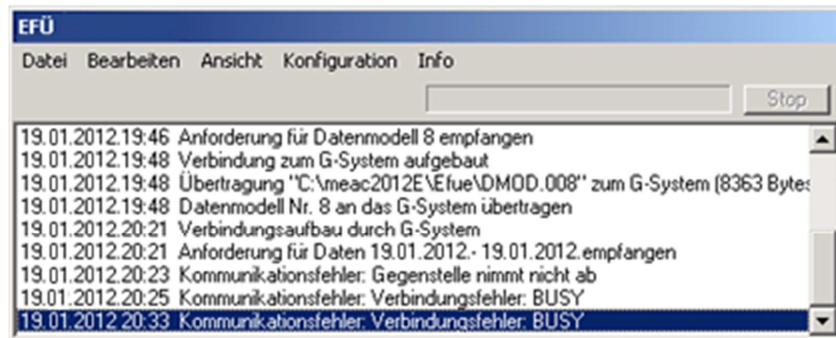 EFÜ
Datei Bearbeiten Ansicht Konfiguration Info
Stop
19.01.2012.19:46 Anforderung für Datenmodell 8 empfangen
19.01.2012.19:48 Verbindung zum G-System aufgebaut
19.01.2012.19:48 Übertragung "C:\meac2012E\Efue\DMOD.008" zum G-System (8363 Bytes
19.01.2012.19:48 Datenmodell Nr. 8 an das G-System übertragen
19.01.2012.20:21 Verbindungsaufbau durch G-System
19.01.2012.20:21 Anforderung für Daten 19.01.2012.- 19.01.2012.empfangen
19.01.2012.20:23 Kommunikationsfehler: Gegenstelle nimmt nicht ab
19.01.2012.20:25 Kommunikationsfehler: Verbindungsfehler: BUSY
19.01.2012.20:33 Kommunikationsfehler: Verbindungsfehler: BUSY